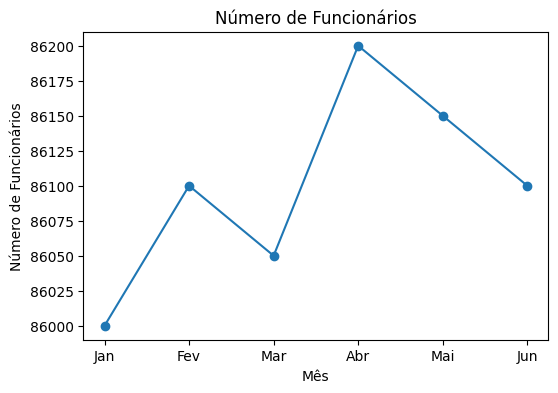 Número de Funcionários
Número de Funcionários
86200
86175
86150
86125
86100
86075
86050
86025
86000
Jan Fev Mar Abr Mai Jun
Mês